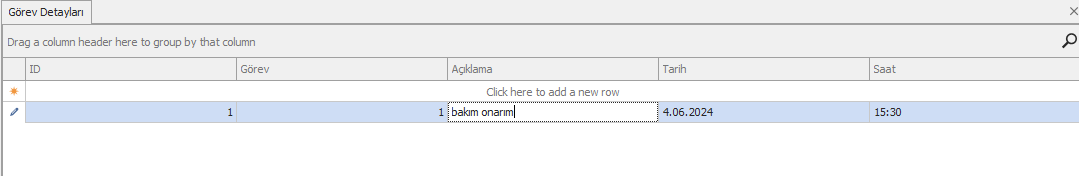 Görev Detayları
Drag a column header here to group by that column
ID Görev Açıklama Tarih Saat
Click here to add a new row
1 1 bakım onarım 4.06.2024 15:30